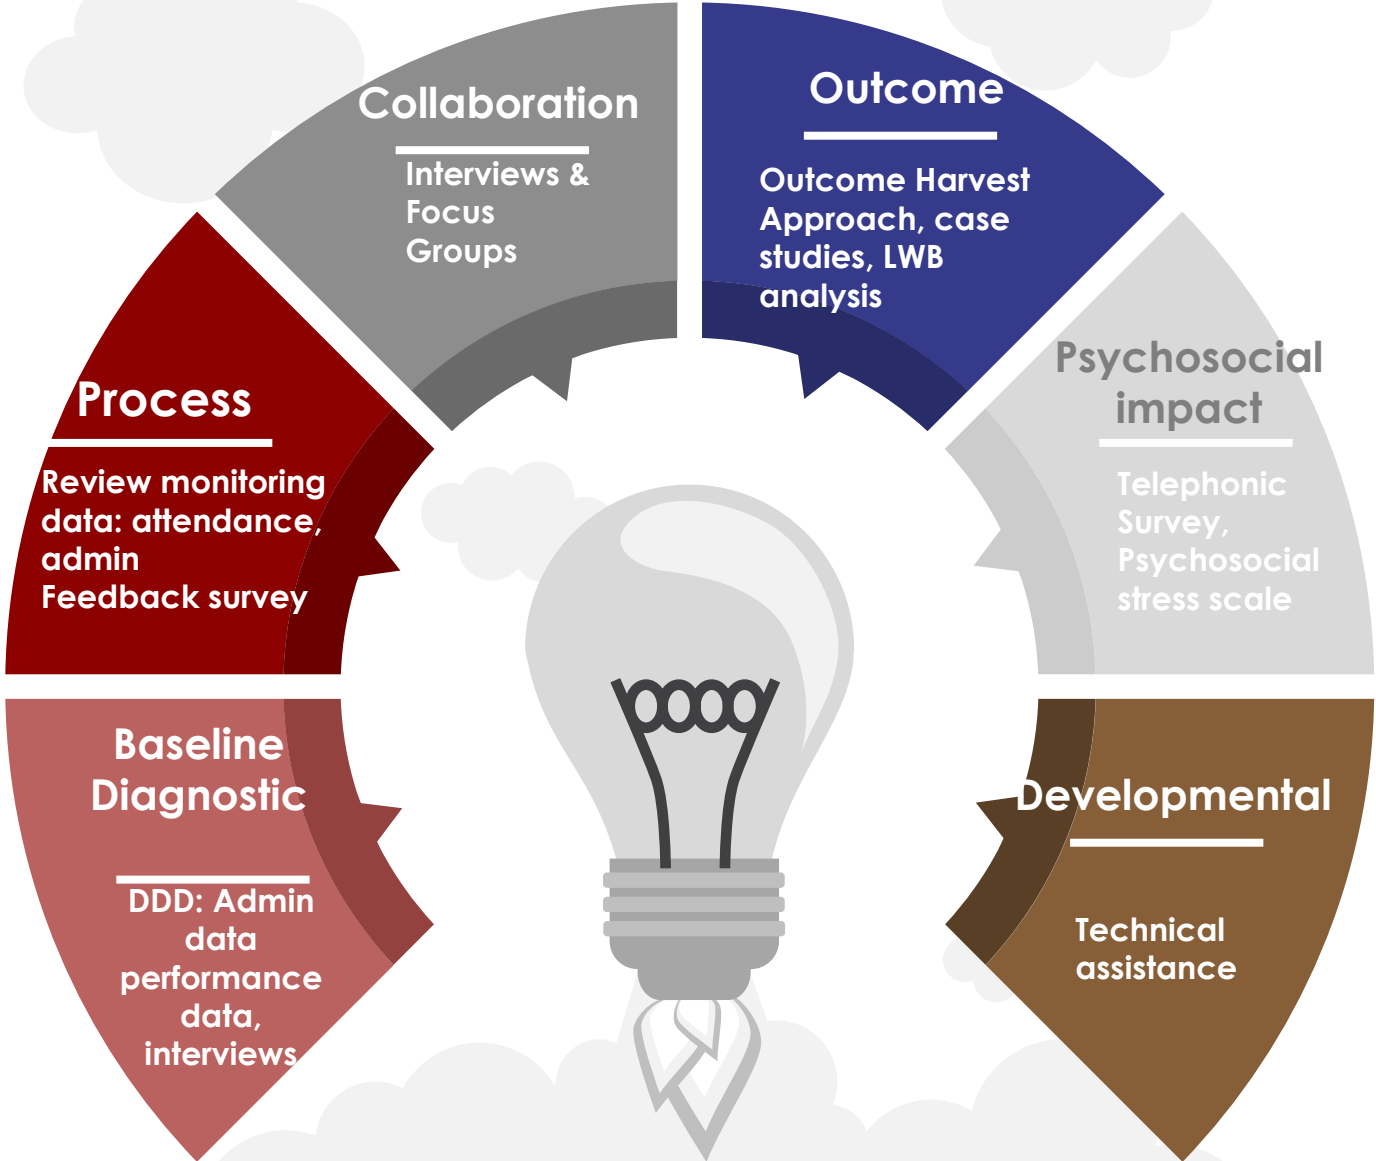 Collaboration
Interviews &
Focus
Groups
Outcome
Outcome Harvest
Approach, case
studies, LWB
analysis
Process
Review monitoring
data: attendance,
admin
Feedback survey
Psychosocial
impact
Telephonic
Survey,
Psychosocial
stress scale
Baseline
Diagnostic
DDD: Admin
data
performance
data,
interviews
Developmental
Technical
assistance